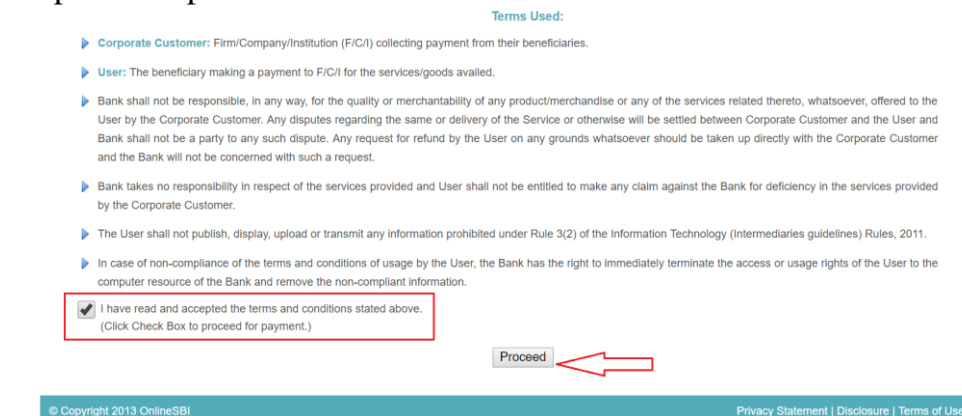 Terms Used:
Corporate Customer: Firm/Company/Institution (F/C/I) collecting payment from their beneficiaries.
User: The beneficiary making a payment to F/C/I for the services/goods availed.
Bank shall not be responsible, in any way, for the quality or merchantability of any product/merchandise or any of the services related thereto, whatsoever, offered to the
User by the Corporate Customer. Any disputes regarding the same or delivery of the Service or otherwise will be settled between Corporate Customer and the User and
Bank shall not be a party to any such dispute. Any request for refund by the User on any grounds whatsoever should be taken up directly with the Corporate Customer
and the Bank will not be concerned with such a request.
Bank takes no responsibility in respect of the services provided and User shall not be entitled to make any claim against the Bank for deficiency in the services provided
by the Corporate Customer.
The User shall not publish, display, upload or transmit any information prohibited under Rule 3(2) of the Information Technology (Intermediaries guidelines) Rules, 2011.
In case of non-compliance of the terms and conditions of usage by the User, the Bank has the right to immediately terminate the access or usage rights of the User to the
computer resource of the Bank and remove the non-compliant information.
I have read and accepted the terms and conditions stated above.
(Click Check Box to proceed for payment.)
Proceed
© Copyright 2013 OnlineSBI Privacy Statement | Disclosure | Terms of Use